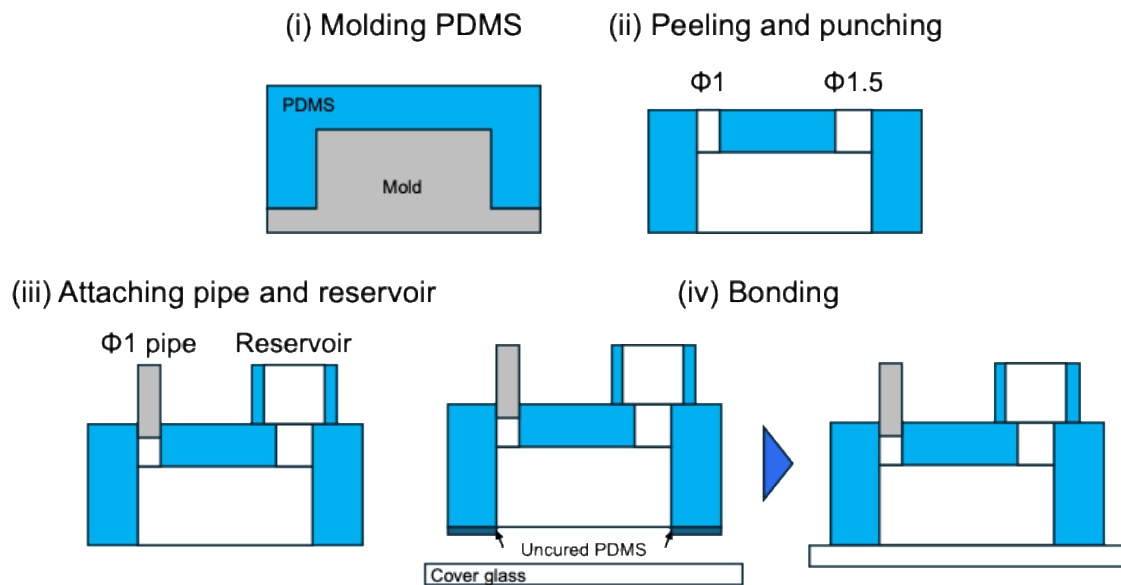 (i) Molding PDMS
(ii) Peeling and punching
PDMS
Mold
Φ1
Φ1.5
(iii) Attaching pipe and reservoir
(iv) Bonding
Φ1 pipe
Reservoir
Uncured PDMS
Cover glass